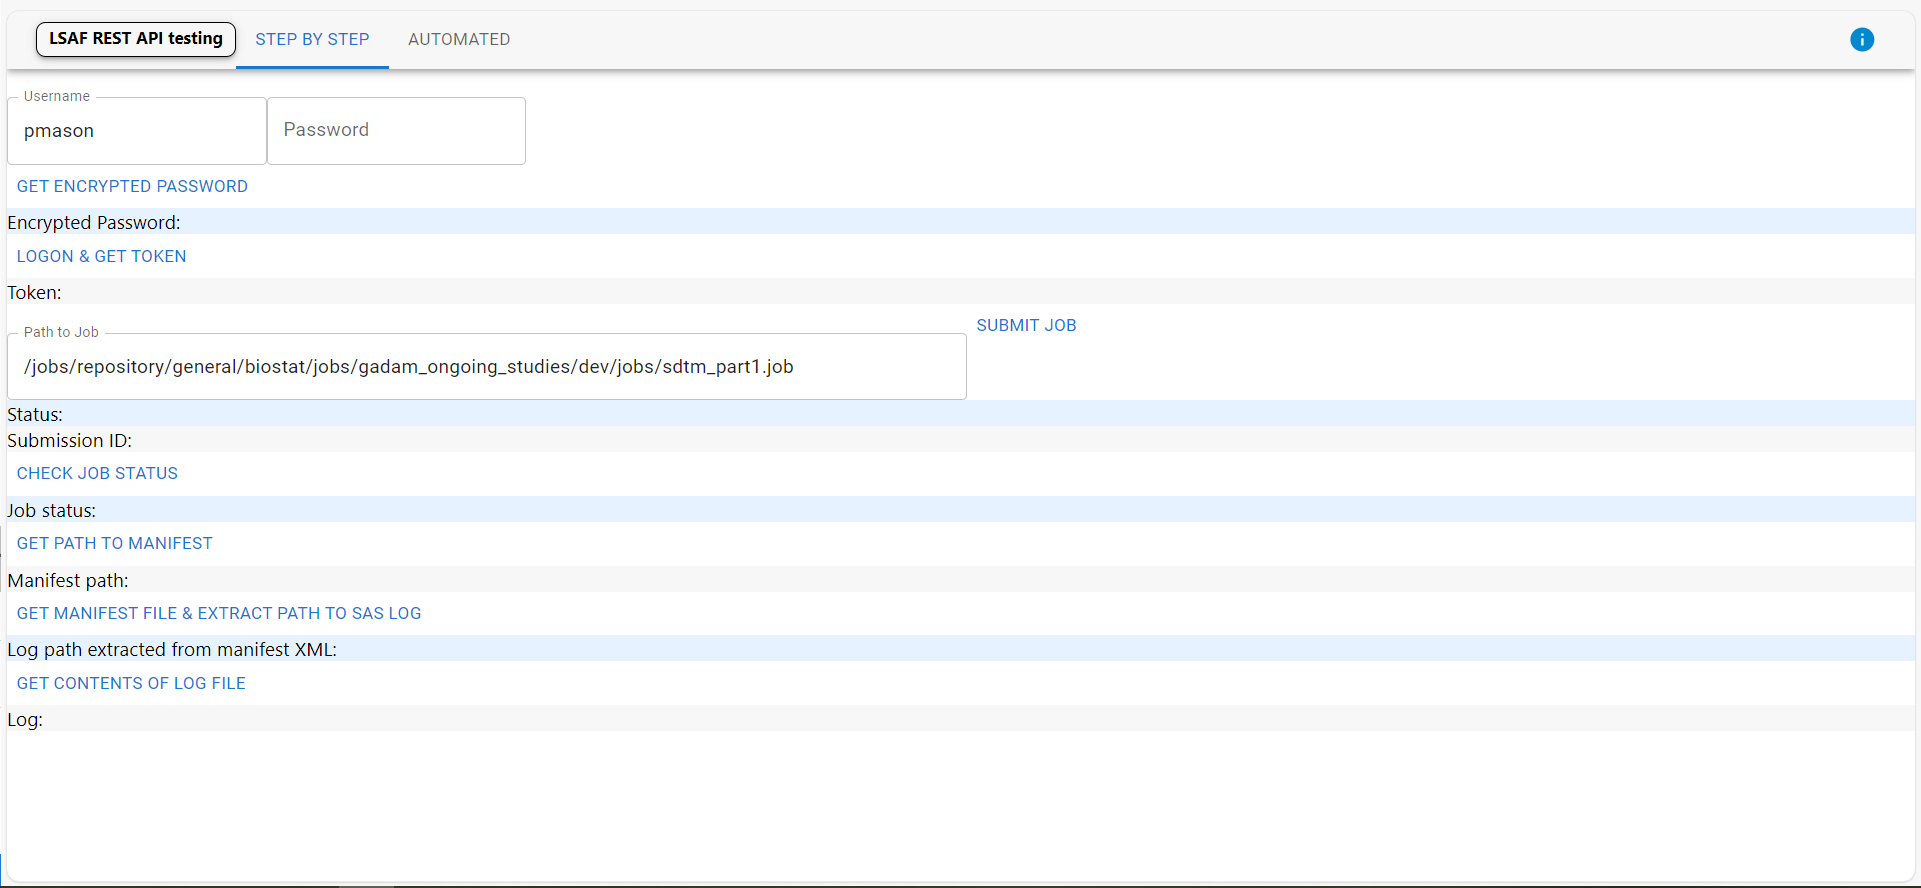 LSAF REST API testing STEP BY STEP AUTOMATED
Username
pmason Password
GET ENCRYPTED PASSWORD
Encrypted Password:
LOGON & GET TOKEN
Token:
Path to Job
/jobs/repository/general/biostat/jobs/gadam_ongoing_studies/dev/jobs/sdtm_part1.job
SUBMIT JOB
Status:
Submission ID:
CHECK JOB STATUS
Job status:
GET PATH TO MANIFEST
Manifest path:
GET MANIFEST FILE & EXTRACT PATH TO SAS LOG
Log path extracted from manifest XML:
GET CONTENTS OF LOG FILE
Log: